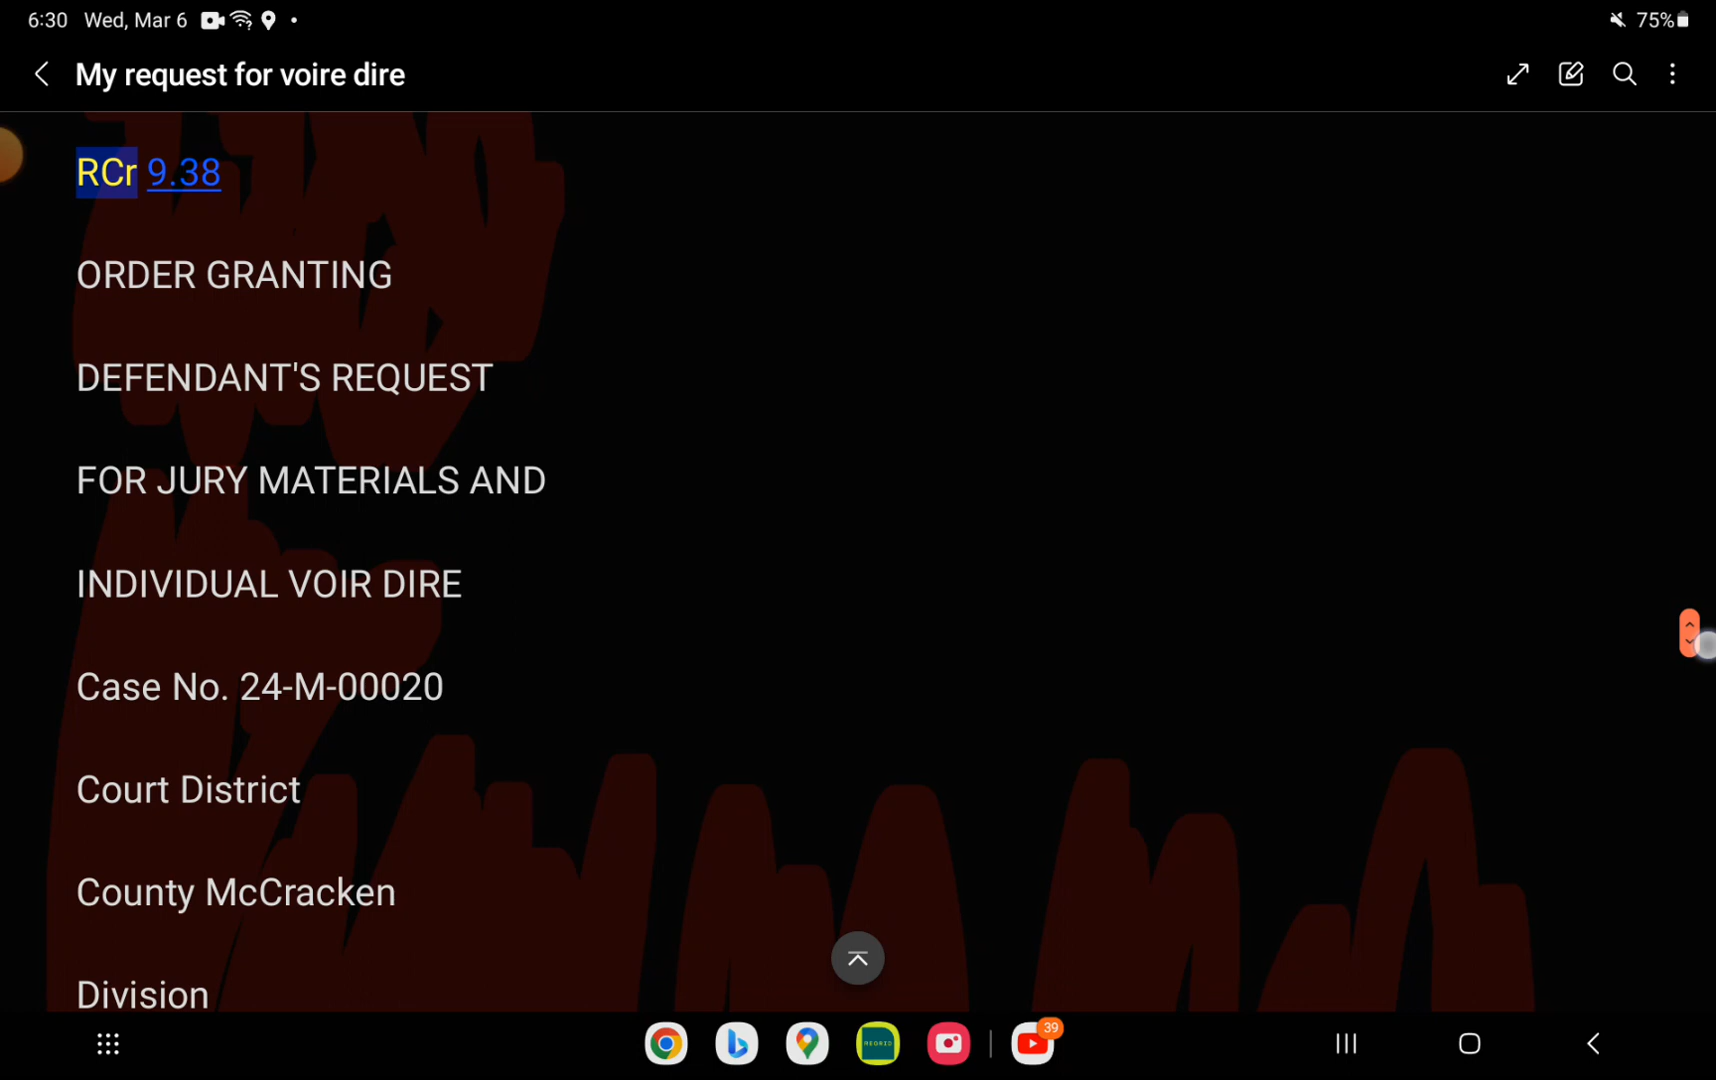 6:30 Wed, Mar 6 75%
My request for voire dire
RCr 9.38
ORDER GRANTING
DEFENDANT'S REQUEST
FOR JURY MATERIALS AND
INDIVIDUAL VOIR DIRE
Case No. 24-M-00020
Court District
County McCracken
Division
39